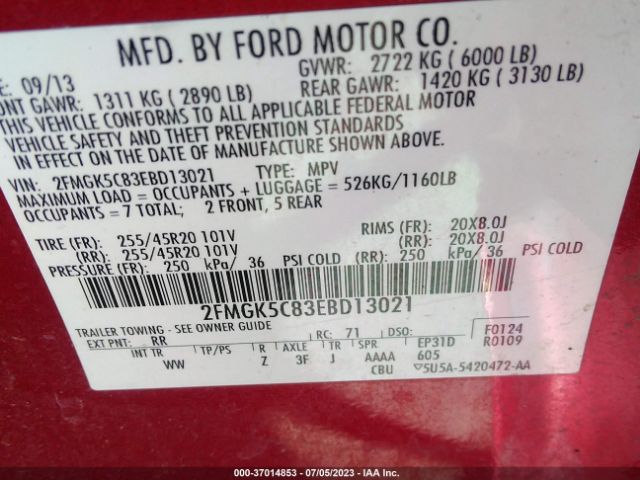 MFD. BY FORD MOTOR CO.
09/13 GVWR: 2722 KG ( 6000 LB)
GAWR: 1311 KG ( 2890 LB) REAR GAWR: 1420 KG ( 3130 LB)
THIS VEHICLE CONFORMS TO ALL APPLICABLE FEDERAL MOTOR
VEHICLE SAFETY AND THEFT PREVENTION STANDARDS
IN EFFECT ON THE DATE OF MANUFACTURE SHOWN ABOVE.
VIN: 2FMGK5C83EBD13021 TYPE: MPV
MAXIMUM LOAD = OCCUPANTS + LUGGAGE = 526KG/1160LB
OCCUPANTS = 7 TOTAL; 2 FRONT, 5 REAR
TIRE (FR): 255/45R20 101V RIMS (FR): 20X8.0J
(RR): 255/45R20 101V (RR): 20X8.0J
PRESSURE (FR): 250 kPa/ 36 PSI COLD (RR): 250 kPa/ 36 PSI COLD
2FMGK5C83EBD13021
TRAILER TOWING - SEE OWNER GUIDE
EXT PNT: RR RC: 71 DSO: EP31D F0124
INT TR TP/PS R AXLE TR SPR 605 R0109
WW Z 3F J AAAA
CBU ▽5U5A-5420472-AA
000-37014853 - 07/05/2023 - IAA Inc.